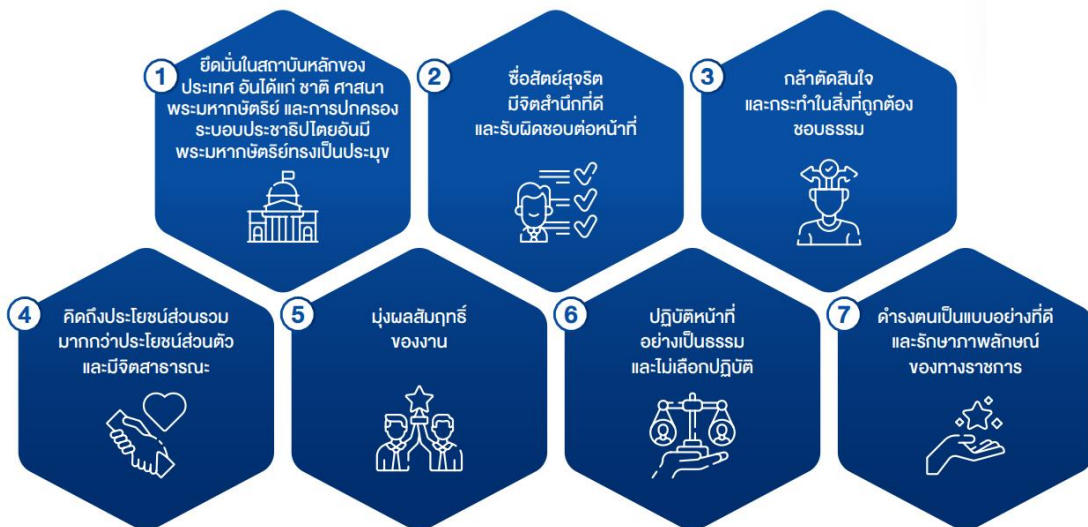 1
ยึดมั่นในสถาบันหลักของ
ประเทศ อันได้แก่ ชาติ ศาสนา
พระมหากษัตริย์ และการปกครอง
ระบอบประชาธิปไตยอันมี
พระมหากษัตริย์ทรงเป็นประมุข
2
ซื่อสัตย์สุจริต
มีจิตสำนึกที่ดี
และรับผิดชอบต่อหน้าที่
3
กล้าตัดสินใจ
และกระทำในสิ่งที่ถูกต้อง
ชอบธรรม
4
คิดถึงประโยชน์ส่วนรวม
มากกว่าประโยชน์ส่วนตัว
และมีจิตสาธารณะ
5
มุ่งผลสัมฤทธิ์
ของงาน
6
ปฏิบัติหน้าที่
อย่างเป็นธรรม
และไม่เลือกปฏิบัติ
7
ดำรงตนเป็นแบบอย่างที่ดี
และรักษาภาพลักษณ์
ของทางราชการ